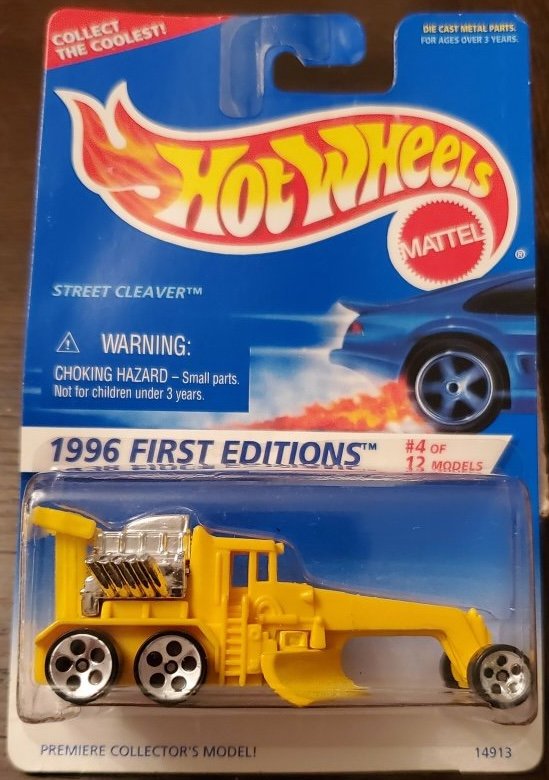 COLLECT
THE COOLEST!
DIE CAST METAL PARTS.
FOR AGES OVER 3 YEARS.
HOT WHEELS
MATTEL
®
STREET CLEAVER™
⚠ WARNING:
CHOKING HAZARD – Small parts.
Not for children under 3 years.
1996 FIRST EDITIONS™
#4 OF
12 MODELS
PREMIERE COLLECTOR'S MODEL!
14913